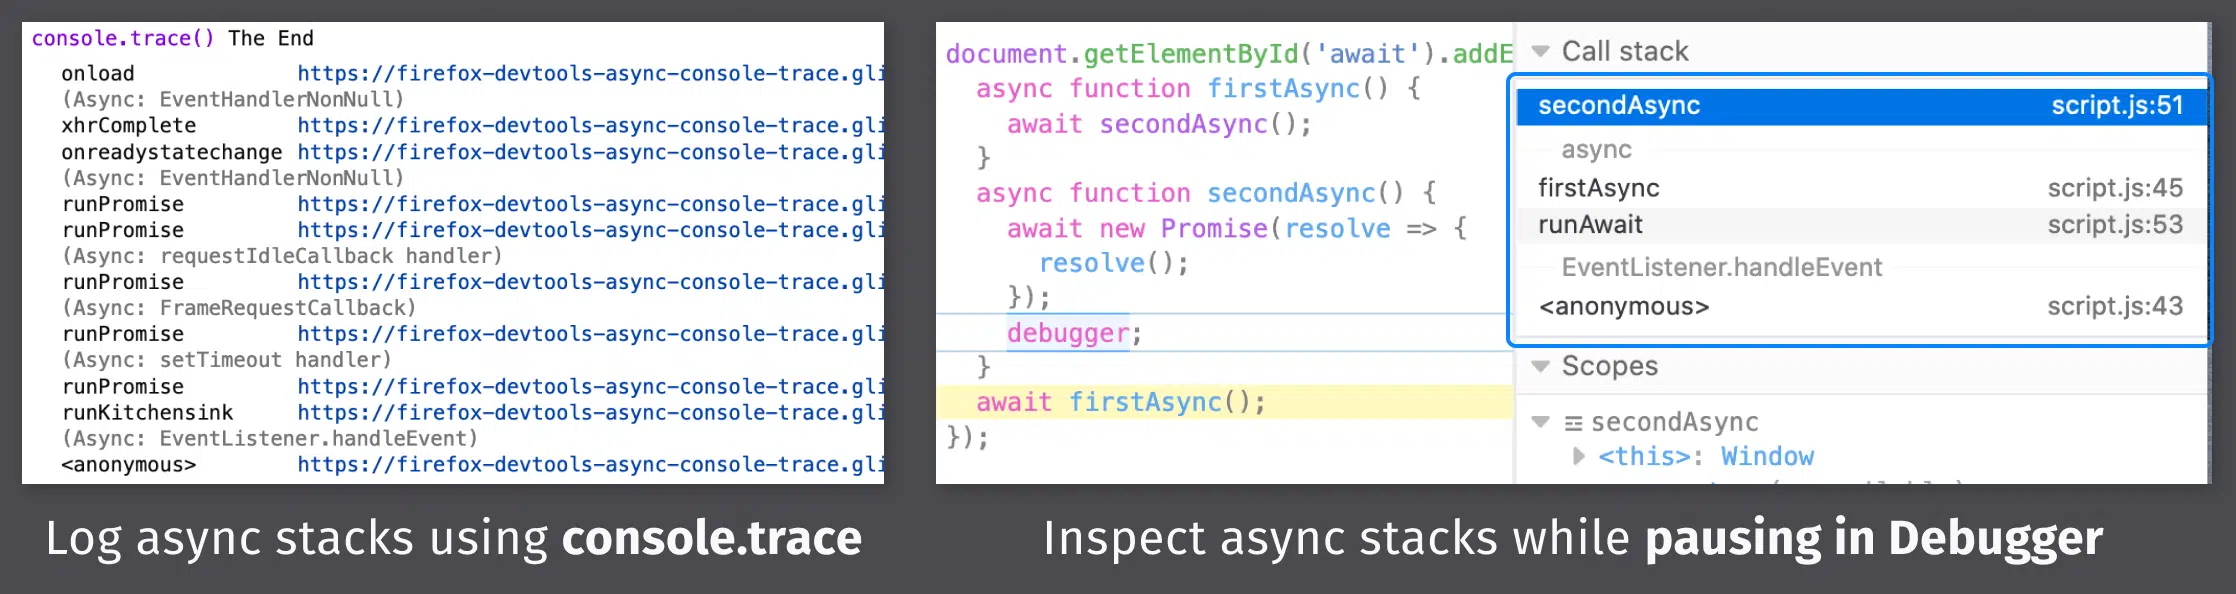 console.trace() The End
onload https://firefox-devtools-async-console-trace.gli
(Async: EventHandlerNonNull)
xhrComplete https://firefox-devtools-async-console-trace.gli
onreadystatechange https://firefox-devtools-async-console-trace.gli
(Async: EventHandlerNonNull)
runPromise https://firefox-devtools-async-console-trace.gli
runPromise https://firefox-devtools-async-console-trace.gli
(Async: requestIdleCallback handler)
runPromise https://firefox-devtools-async-console-trace.gli
(Async: FrameRequestCallback)
runPromise https://firefox-devtools-async-console-trace.gli
(Async: setTimeout handler)
runPromise https://firefox-devtools-async-console-trace.gli
runKitchensink https://firefox-devtools-async-console-trace.gli
(Async: EventListener.handleEvent)
<anonymous> https://firefox-devtools-async-console-trace.gli
Log async stacks using console.trace
document.getElementById('await').addE
async function firstAsync() {
await secondAsync();
}
async function secondAsync() {
await new Promise(resolve => {
resolve();
});
debugger;
}
await firstAsync();
});
Call stack
secondAsync script.js:51
async
firstAsync script.js:45
runAwait script.js:53
EventListener.handleEvent
<anonymous> script.js:43
Scopes
secondAsync
<this>: Window
Inspect async stacks while pausing in Debugger